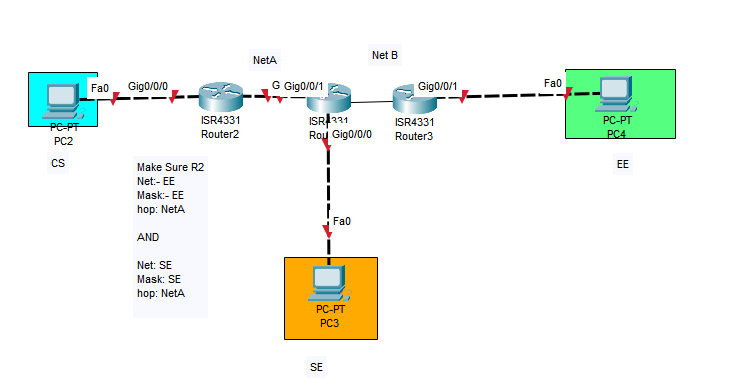 NetA
Net B
Fa0
Gig0/0/0
G Gig0/0/1
Gig0/0/1
Fa0
ISR4331
Router2
ISR4331
ISR4331
Router3
Gig0/0/0
PC-PT
PC2
PC-PT
PC4
CS
EE
Make Sure R2
Net:- EE
Mask:- EE
hop: NetA
AND
Net: SE
Mask: SE
hop: NetA
Fa0
PC-PT
PC3
SE